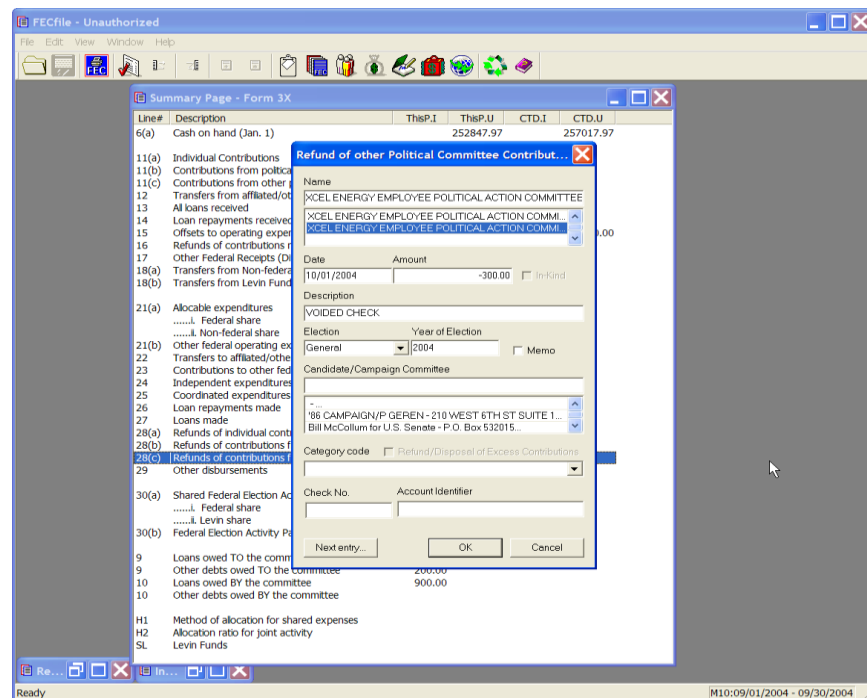 FECfile - Unauthorized
File Edit View Window Help
FEC
Summary Page - Form 3X
Line# Description ThisP.I ThisP.U CTD.I CTD.U
6(a) Cash on hand (Jan. 1) 252847.97 257017.97
11(a) Individual Contributions
11(b) Contributions from politica
11(c) Contributions from other
12 Transfers from affiliated/ot
13 All loans received
14 Loan repayments received
15 Offsets to operating exper .00
16 Refunds of contributions
17 Other Federal Receipts (Di
18(a) Transfers from Non-federa
18(b) Transfers from Levin Fund
21(a) Allocable expenditures
......i. Federal share
......ii. Non-federal share
21(b) Other federal operating ex
22 Transfers to affiliated/othe
23 Contributions to other fed
24 Independent expenditures
25 Coordinated expenditures
26 Loan repayments made
27 Loans made
28(a) Refunds of individual contr
28(b) Refunds of contributions f
28(c) Refunds of contributions f
29 Other disbursements
30(a) Shared Federal Election Ac
......i. Federal share
......ii. Levin share
30(b) Federal Election Activity Pa
9 Loans owed TO the comm
9 Other debts owed TO the committee 200.00
10 Loans owed BY the committee 900.00
10 Other debts owed BY the committee
H1 Method of allocation for shared expenses
H2 Allocation ratio for joint activity
SL Levin Funds
Refund of other Political Committee Contribut...
Name
XCEL ENERGY EMPLOYEE POLITICAL ACTION COMMITTEE
XCEL ENERGY EMPLOYEE POLITICAL ACTION COMMI...
XCEL ENERGY EMPLOYEE POLITICAL ACTION COMMI...
Date Amount
10/01/2004 -300.00 In-Kind
Description
VOIDED CHECK
Election Year of Election
General 2004 Memo
Candidate/Campaign Committee
- ...
'86 CAMPAIGN/P GEREN - 210 WEST 6TH ST SUITE 1...
Bill McCollum for U.S. Senate - P.O. Box 532015...
Category code Refund/Disposal of Excess Contributions
Check No. Account Identifier
Next entry... OK Cancel
Re... In...
Ready M10:09/01/2004 - 09/30/2004